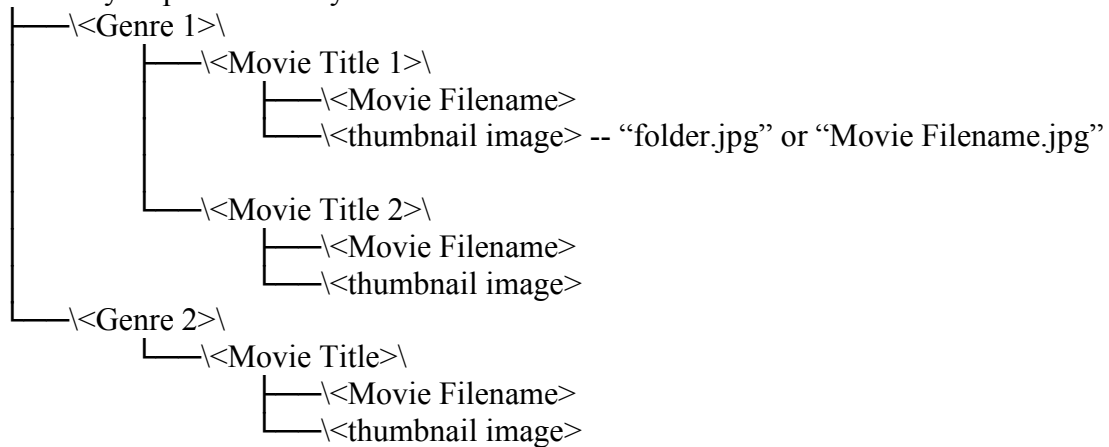 \<Genre 1>\
\<Movie Title 1>\
\<Movie Filename>
\<thumbnail image> -- “folder.jpg” or “Movie Filename.jpg”
\<Movie Title 2>\
\<Movie Filename>
\<thumbnail image>
\<Genre 2>\
\<Movie Title>\
\<Movie Filename>
\<thumbnail image>